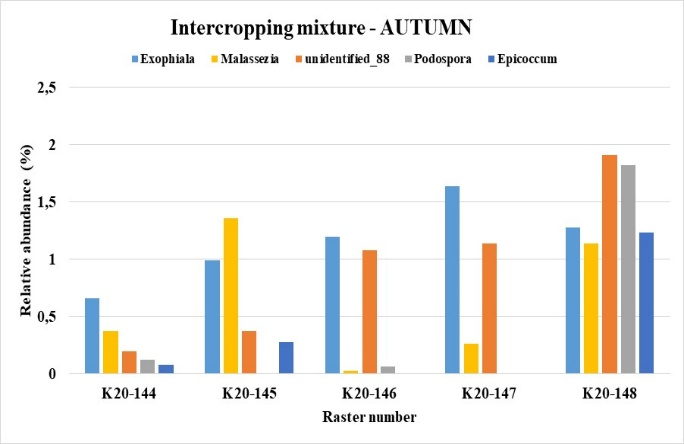 Intercropping mixture - AUTUMN
Exophiala Malassezia unidentified_88 Podospora Epicoccum
2,5
2
1,5
1
0,5
0
Relative abundance (%)
K20-144 K20-145 K20-146 K20-147 K20-148
Raster number